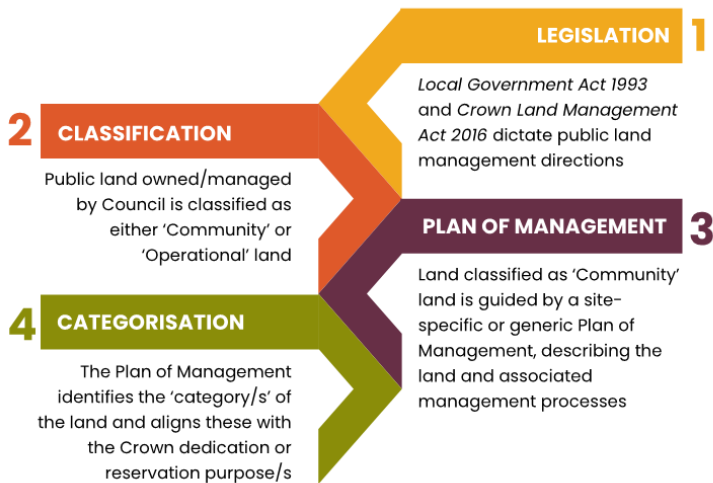 LEGISLATION 1
Local Government Act 1993
and Crown Land Management
Act 2016 dictate public land
management directions
2 CLASSIFICATION
Public land owned/managed
by Council is classified as
either ‘Community’ or
‘Operational’ land
PLAN OF MANAGEMENT 3
Land classified as ‘Community’
land is guided by a site-
specific or generic Plan of
Management, describing the
land and associated
management processes
4 CATEGORISATION
The Plan of Management
identifies the ‘category/s’ of
the land and aligns these with
the Crown dedication or
reservation purpose/s